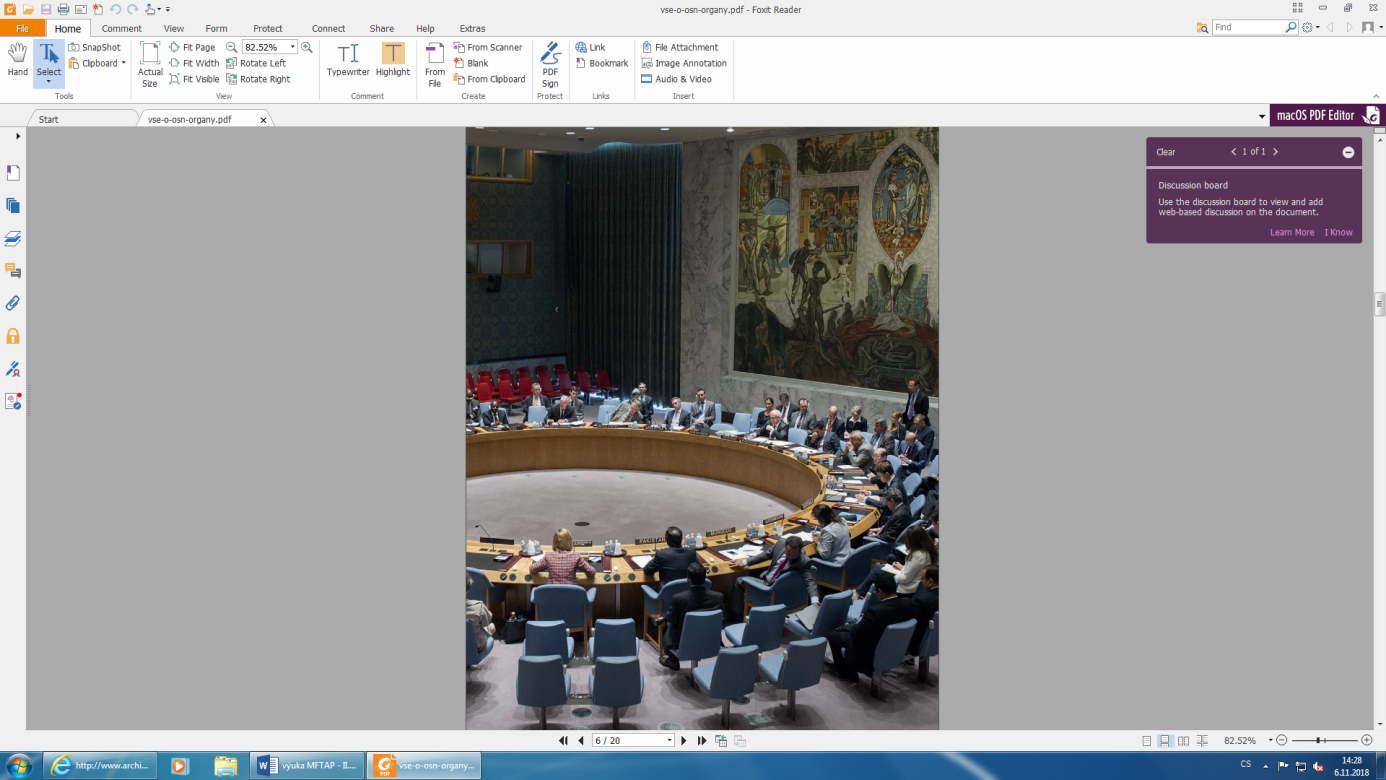 vse-o-osn-organy.pdf - Foxit Reader
File Home Comment View Form Protect Connect Share Help Extras
Find
Hand
Select
SnapShot
Clipboard
Tools
Actual Size
Fit Page
Fit Width
Fit Visible
82.52%
Rotate Left
Rotate Right
View
Typewriter
Highlight
Comment
From File
From Scanner
Blank
From Clipboard
Create
PDF Sign
Protect
Link
Bookmark
Links
File Attachment
Image Annotation
Audio & Video
Insert
Start
vse-o-osn-organy.pdf
macOS PDF Editor
Clear
1 of 1
Discussion board
Use the discussion board to view and add
web-based discussion on the document.
Learn More I Know
PAKISTAN
MOROCCO
6 / 20
82.52%
http://www.archi...
výuka MFTAP - II....
PDF
vse-o-osn-organy...
CS
14:28
6.11.2018